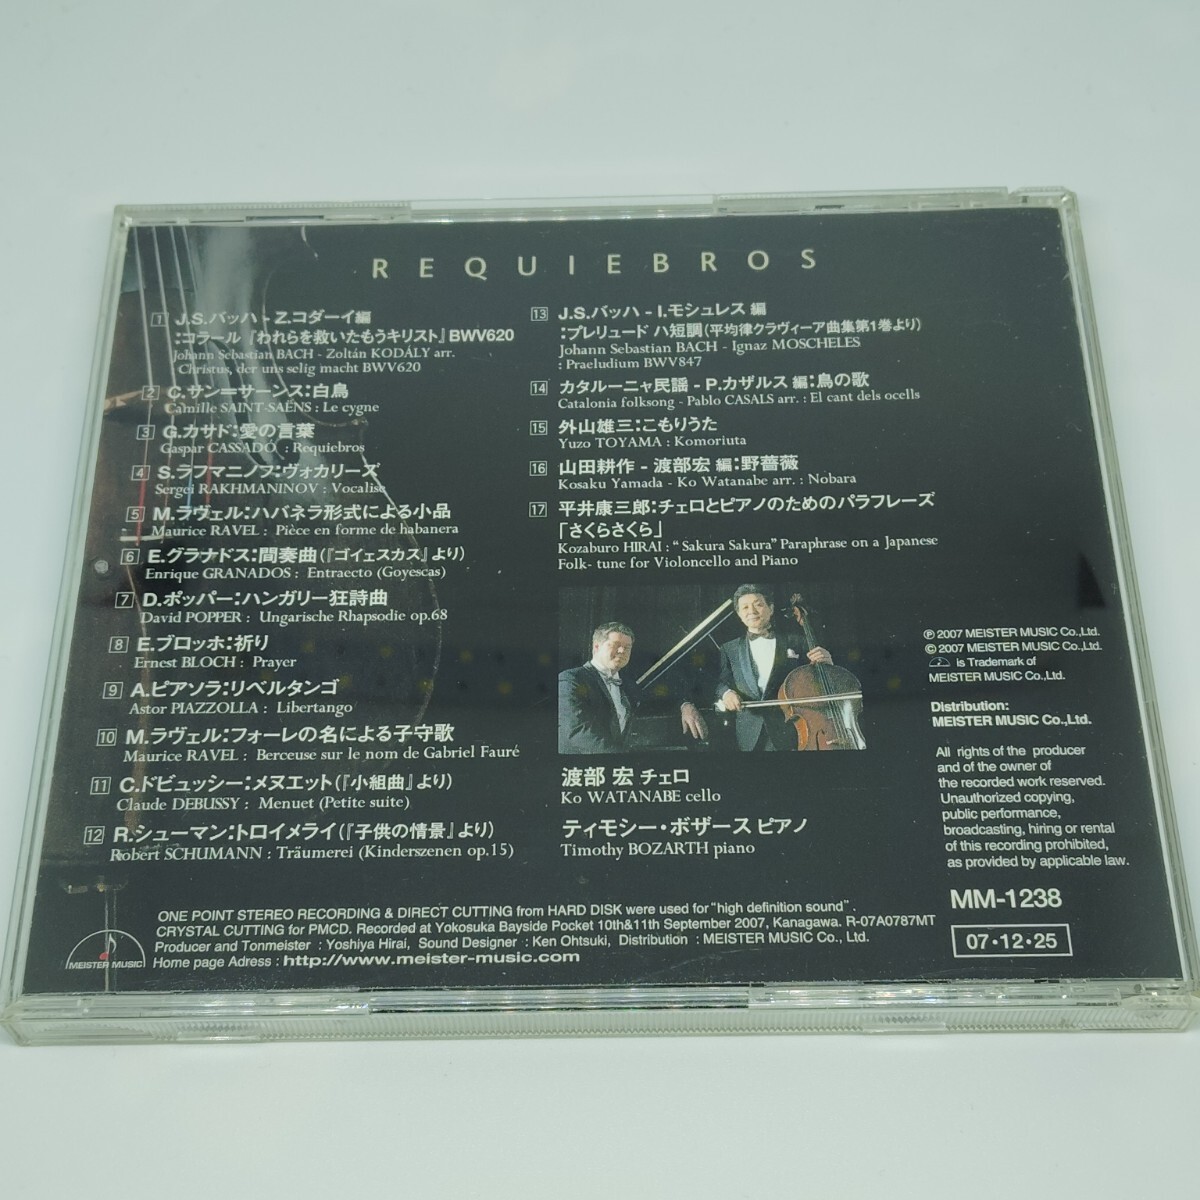 REQUIEBROS
1 J.S.バッハ - Z.コダーイ編
:コラール『われらを救いたもうキリスト』BWV620
Johann Sebastian BACH - Zoltán KODÁLY arr.
Christus, der uns selig macht BWV620
2 C.サン=サーンス:白鳥
Camille SAINT-SAËNS : Le cygne
3 G.カサド:愛の言葉
Gaspar CASSADO : Requiebros
4 S.ラフマニノフ:ヴォカリーズ
Sergei RAKHMANINOV : Vocalise
5 M.ラヴェル:ハバネラ形式による小品
Maurice RAVEL : Pièce en forme de habanera
6 E.グラナドス:間奏曲(『ゴイェスカス』より)
Enrique GRANADOS : Entraccto (Goyescas)
7 D.ポッパー:ハンガリー狂詩曲
David POPPER : Ungarische Rhapsodie op.68
8 E.ブロッホ:祈り
Ernest BLOCH : Prayer
9 A.ピアソラ:リベルタンゴ
Astor PIAZZOLLA : Libertango
10 M.ラヴェル:フォーレの名による子守歌
Maurice RAVEL : Berceuse sur le nom de Gabriel Fauré
11 C.ドビュッシー:メヌエット(『小組曲』より)
Claude DEBUSSY : Menuet (Petite suite)
12 R.シューマン:トロイメライ(『子供の情景』より)
Robert SCHUMANN : Träumerei (Kinderszenen op.15)
13 J.S.バッハ - I.モシュレス 編
:プレリュード ハ短調(平均律クラヴィーア曲集第1巻より)
Johann Sebastian BACH - Ignaz MOSCHELES
: Praeludium BWV847
14 カタルーニャ民謡 - P.カザルス 編:鳥の歌
Catalonia folksong - Pablo CASALS arr. : El cant dels ocells
15 外山雄三:こもりうた
Yuzo TOYAMA : Komoriuta
16 山田耕作 - 渡部宏 編:野薔薇
Kosaku Yamada - Ko Watanabe arr. : Nobara
17 平井康三郎:チェロとピアノのためのパラフレーズ
「さくらさくら」
Kozaburo HIRAI : "Sakura Sakura" Paraphrase on a Japanese
Folk- tune for Violoncello and Piano
渡部 宏 チェロ
Ko WATANABE cello
ティモシー・ボザース ピアノ
Timothy BOZARTH piano
Ⓟ 2007 MEISTER MUSIC Co.,Ltd.
© 2007 MEISTER MUSIC Co.,Ltd.
is Trademark of
MEISTER MUSIC Co.,Ltd.
Distribution:
MEISTER MUSIC Co.,Ltd.
All rights of the producer
and of the owner of
the recorded work reserved.
Unauthorized copying,
public performance,
broadcasting, hiring or rental
of this recording prohibited,
as provided by applicable law.
MM-1238
07・12・25
MEISTER MUSIC
ONE POINT STEREO RECORDING & DIRECT CUTTING from HARD DISK were used for "high definition sound".
CRYSTAL CUTTING for PMCD. Recorded at Yokosuka Bayside Pocket 10th&11th September 2007, Kanagawa. R-07A0787MT
Producer and Tonmeister : Yoshiya Hirai, Sound Designer : Ken Ohtsuki, Distribution : MEISTER MUSIC Co., Ltd.
Home page Adress : http://www.meister-music.com